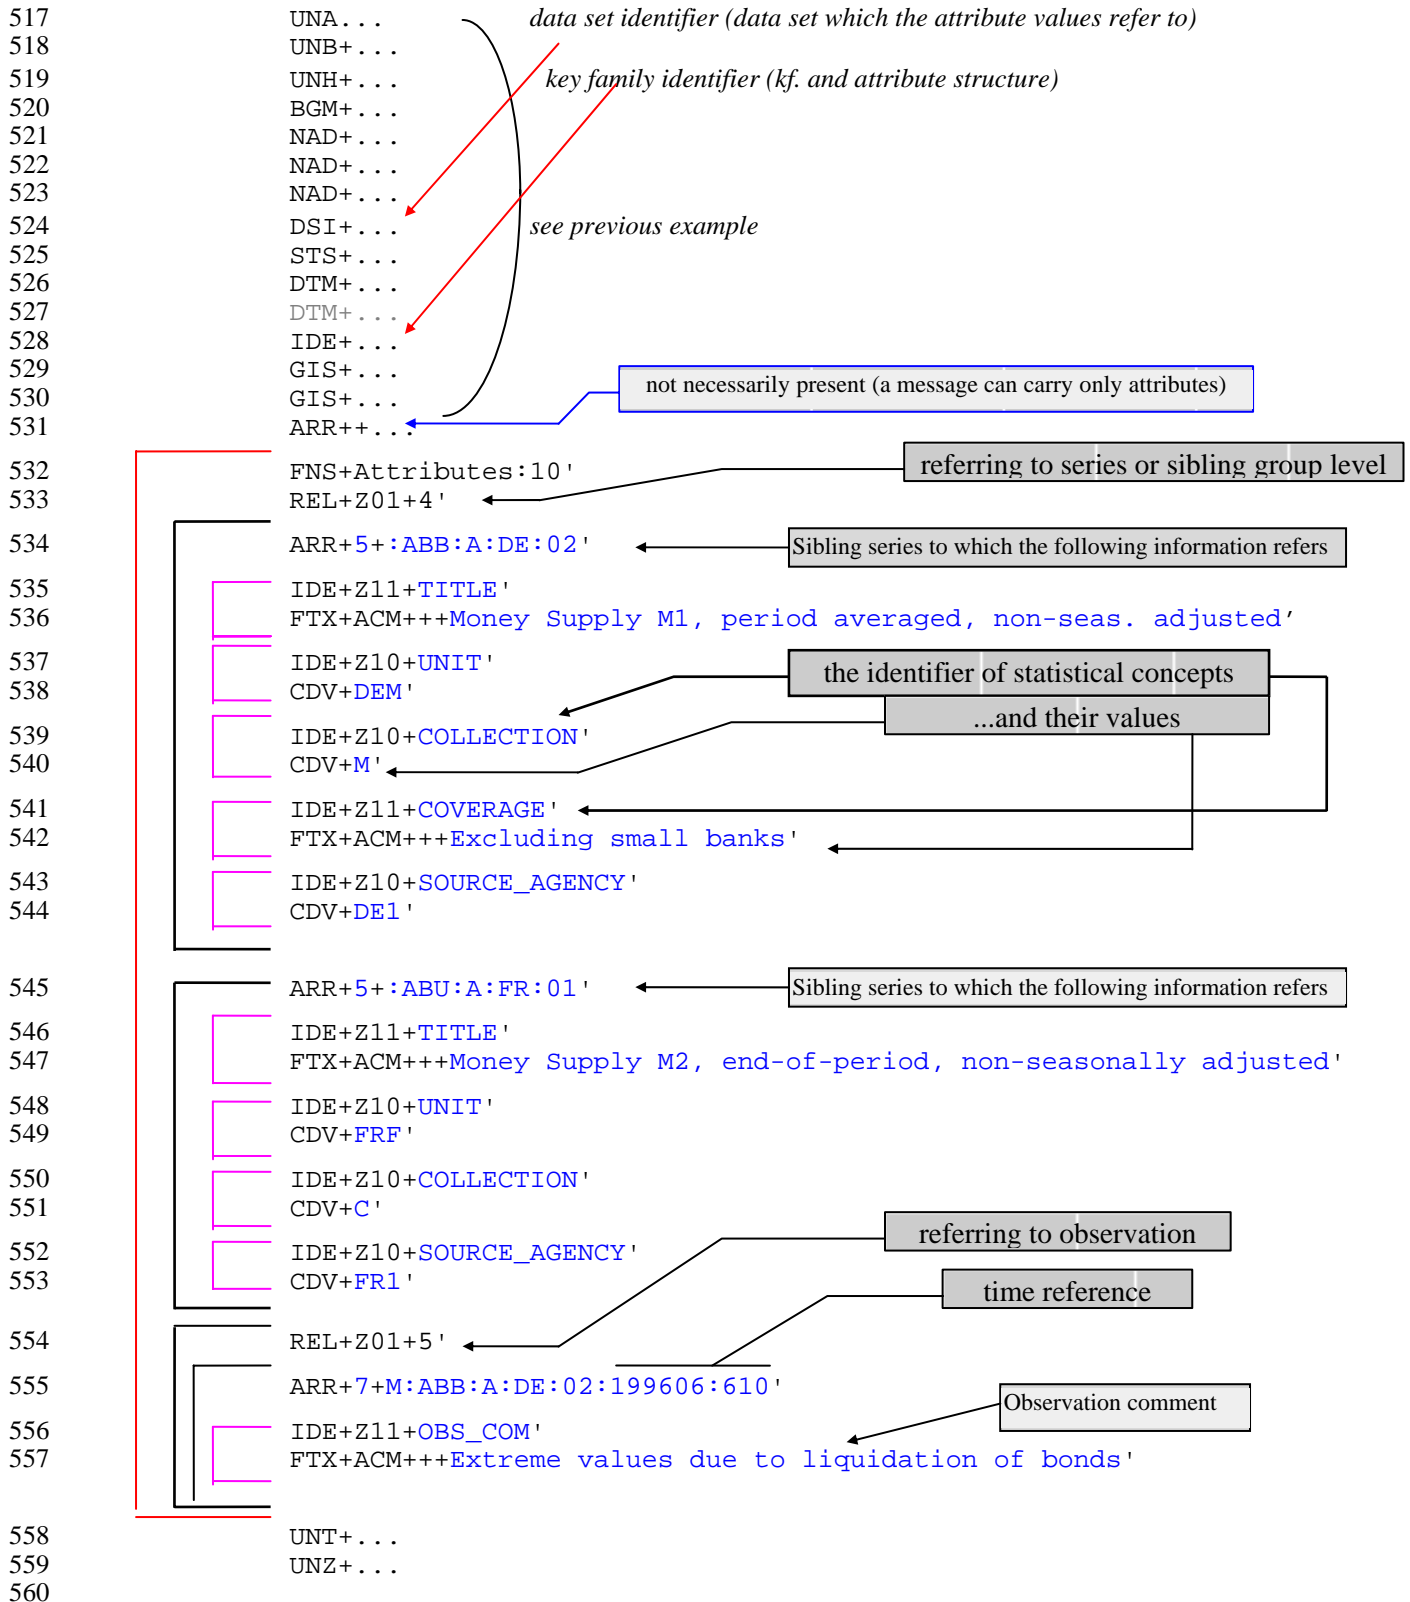 517 UNA... data set identifier (data set which the attribute values refer to)
518 UNB+...
519 UNH+... key family identifier (kf. and attribute structure)
520 BGM+...
521 NAD+...
522 NAD+...
523 NAD+...
524 DSI+... see previous example
525 STS+...
526 DTM+...
527 DTM+...
528 IDE+...
529 GIS+...
not necessarily present (a message can carry only attributes)
530 GIS+...
531 ARR++...
532 FNS+Attributes:10' referring to series or sibling group level
533 REL+Z01+4'
534 ARR+5+:ABB:A:DE:02' Sibling series to which the following information refers
535 IDE+Z11+TITLE'
536 FTX+ACM+++Money Supply M1, period averaged, non-seas. adjusted’
537 IDE+Z10+UNIT' the identifier of statistical concepts
538 CDV+DEM'
...and their values
539 IDE+Z10+COLLECTION'
540 CDV+M'
541 IDE+Z11+COVERAGE'
542 FTX+ACM+++Excluding small banks'
543 IDE+Z10+SOURCE_AGENCY'
544 CDV+DE1'
545 ARR+5+:ABU:A:FR:01' Sibling series to which the following information refers
546 IDE+Z11+TITLE'
547 FTX+ACM+++Money Supply M2, end-of-period, non-seasonally adjusted'
548 IDE+Z10+UNIT'
549 CDV+FRF'
550 IDE+Z10+COLLECTION'
551 CDV+C'
referring to observation
552 IDE+Z10+SOURCE_AGENCY'
553 CDV+FR1'
time reference
554 REL+Z01+5'
555 ARR+7+M:ABB:A:DE:02:199606:610'
Observation comment
556 IDE+Z11+OBS_COM'
557 FTX+ACM+++Extreme values due to liquidation of bonds'
558 UNT+...
559 UNZ+...
560